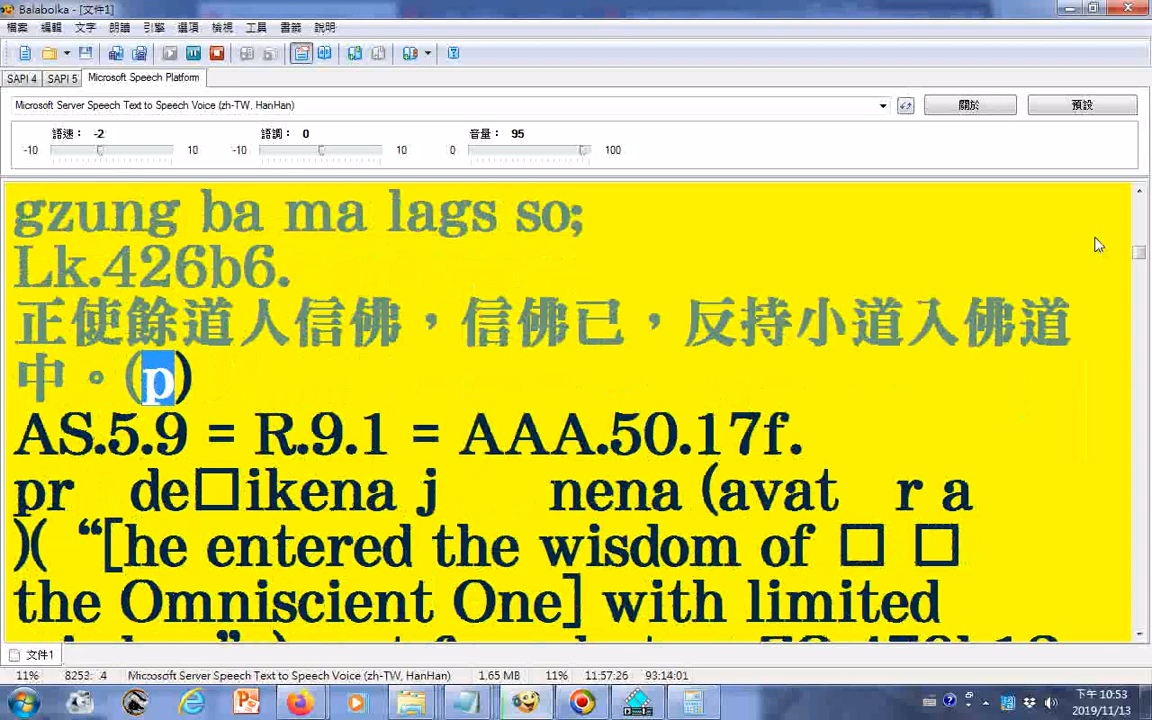 Balabolka - [文件1]
檔案 編輯 文字 朗讀 引擎 選項 檢視 工具 書籤 說明
SAPI 4 SAPI 5 Microsoft Speech Platform
Microsoft Server Speech Text to Speech Voice (zh-TW, HanHan) 關於 預設
語速： -2 語調： 0 音量： 95
-10 10 -10 10 0 100
gzung ba ma lags so;
Lk.426b6.
正使餘道人信佛，信佛已，反持小道入佛道
中。(p)
AS.5.9 = R.9.1 = AAA.50.17f.
pr de□ikena j nena (avat r a
)( “[he entered the wisdom of □ □
the Omniscient One] with limited
文件1
11% 8253: 4 Microsoft Server Speech Text to Speech Voice (zh-TW, HanHan) 1.65 MB 11% 11:57:26 93:14:01
下午 10:53
2019/11/13